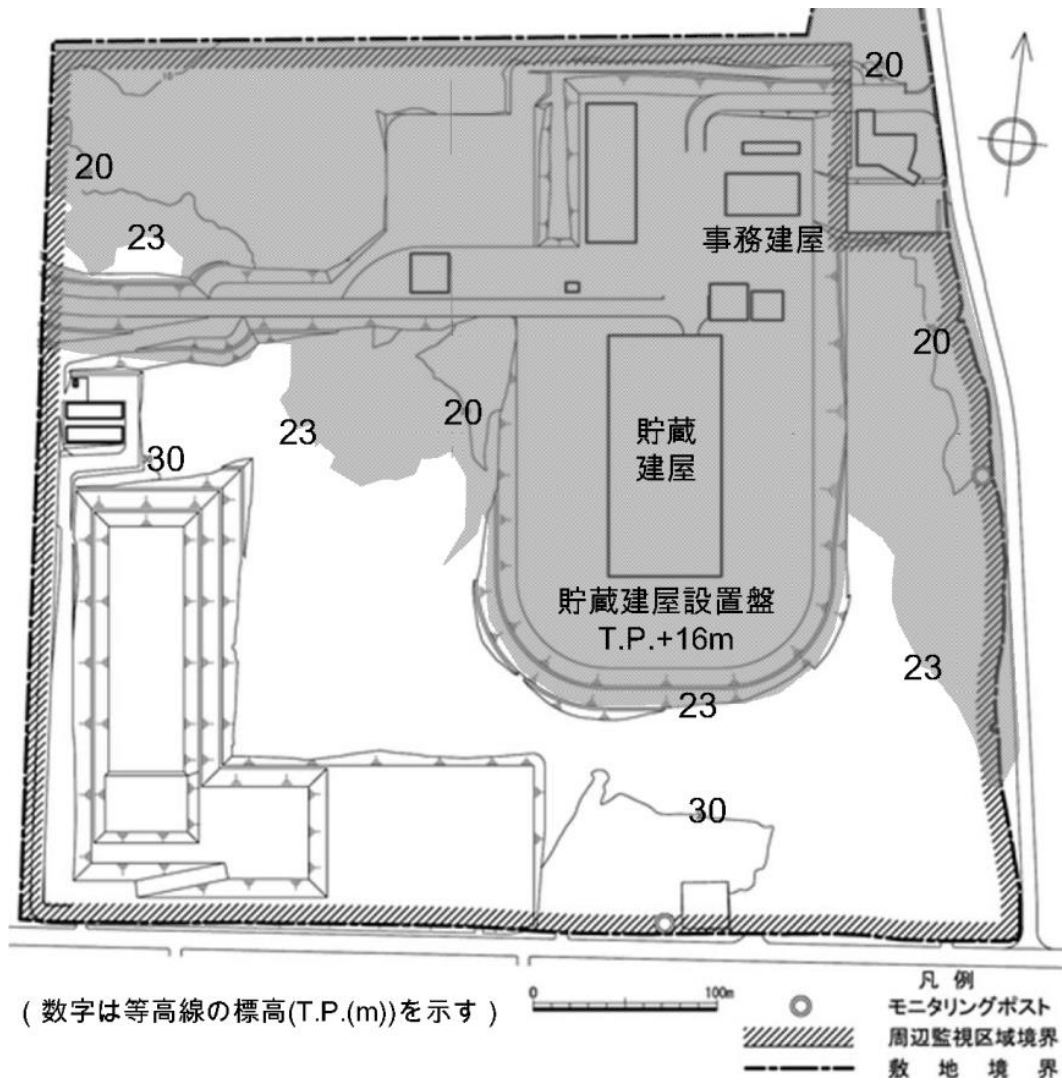 10
20
20
23
事務建屋
20
20
23
30
貯蔵
建屋
貯蔵建屋設置盤
T.P.+16m
23
23
30
(数字は等高線の標高(T.P.(m))を示す)
0 100m
凡例
モニタリングポスト
周辺監視区域境界
敷地境界